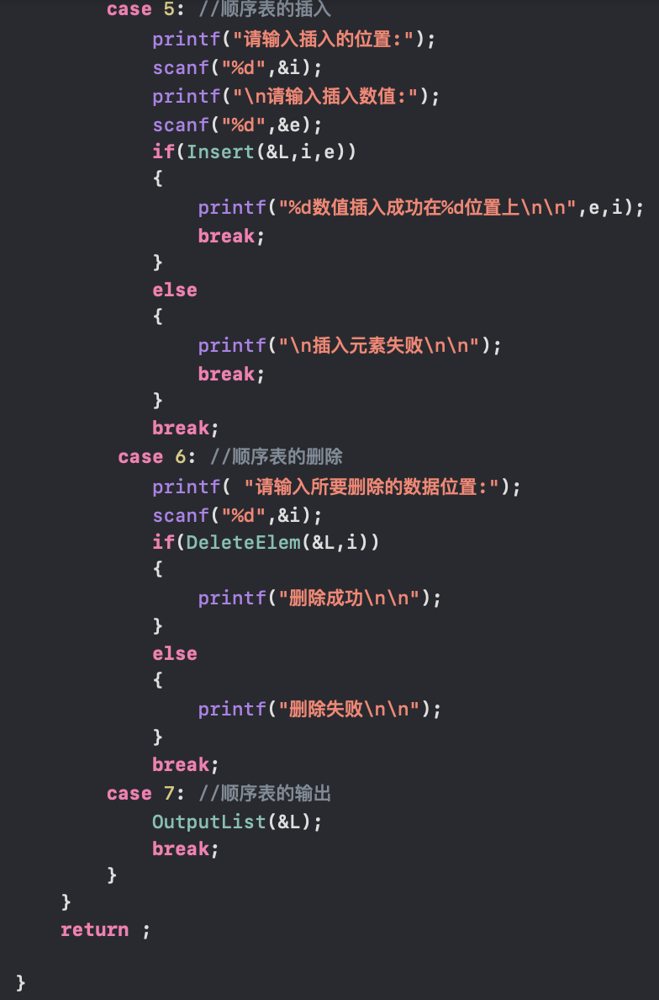 case 5: //顺序表的插入
printf("请输入插入的位置:");
scanf("%d",&i);
printf("\n请输入插入数值:");
scanf("%d",&e);
if(Insert(&L,i,e))
{
printf("%d数值插入成功在%d位置上\n\n",e,i);
break;
}
else
{
printf("\n插入元素失败\n\n");
break;
}
break;
case 6: //顺序表的删除
printf( "请输入所要删除的数据位置:");
scanf("%d",&i);
if(DeleteElem(&L,i))
{
printf("删除成功\n\n");
}
else
{
printf("删除失败\n\n");
}
break;
case 7: //顺序表的输出
OutputList(&L);
break;
}
}
return ;
}